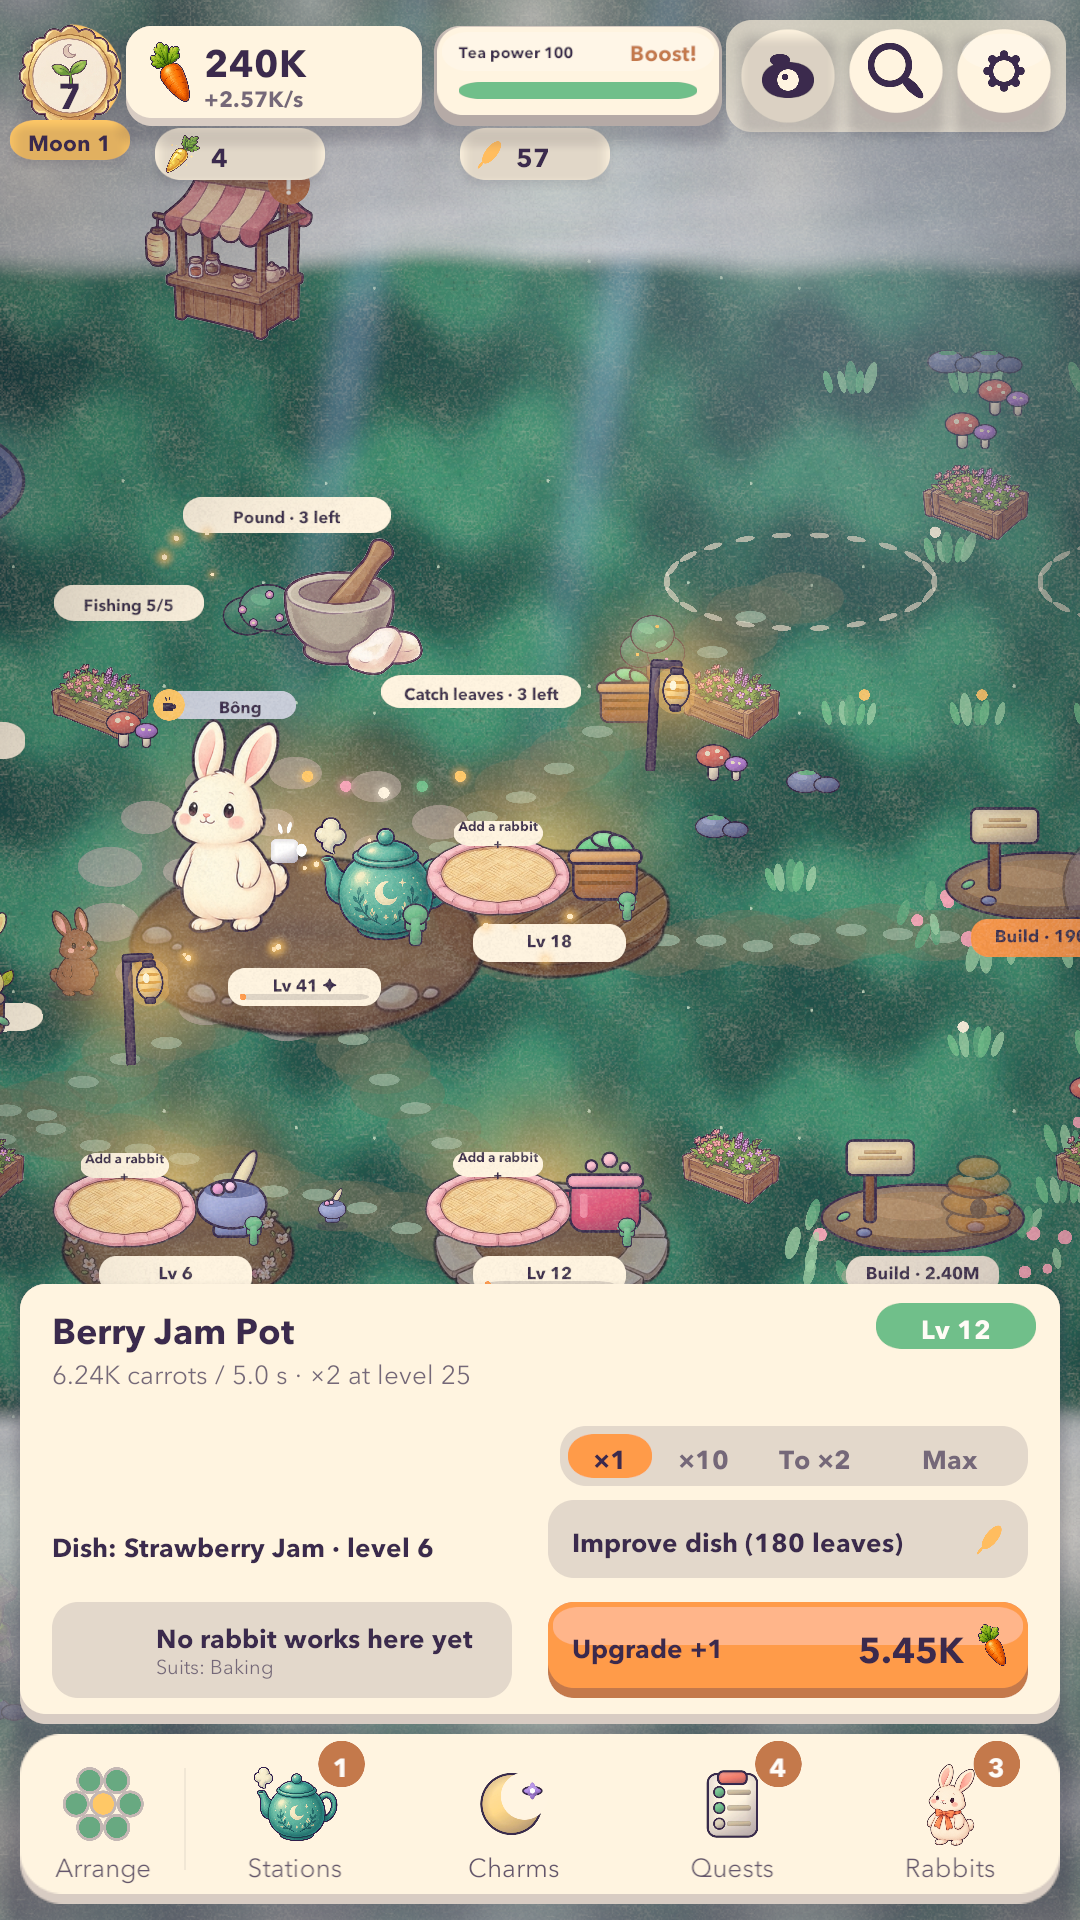 7
Moon 1
240K
+2.57K/s
Tea power 100
Boost!
4
57
!
Pound · 3 left
Fishing 5/5
Catch leaves · 3 left
Bông
Add a rabbit
+
Lv 18
Lv 41 ✦
Build · 190
Add a rabbit
+
Add a rabbit
+
Lv 6
Lv 12
Build · 2.40M
Berry Jam Pot
Lv 12
6.24K carrots / 5.0 s · ×2 at level 25
×1
×10
To ×2
Max
Dish: Strawberry Jam · level 6
Improve dish (180 leaves)
No rabbit works here yet
Suits: Baking
Upgrade +1
5.45K
1
4
3
Arrange
Stations
Charms
Quests
Rabbits